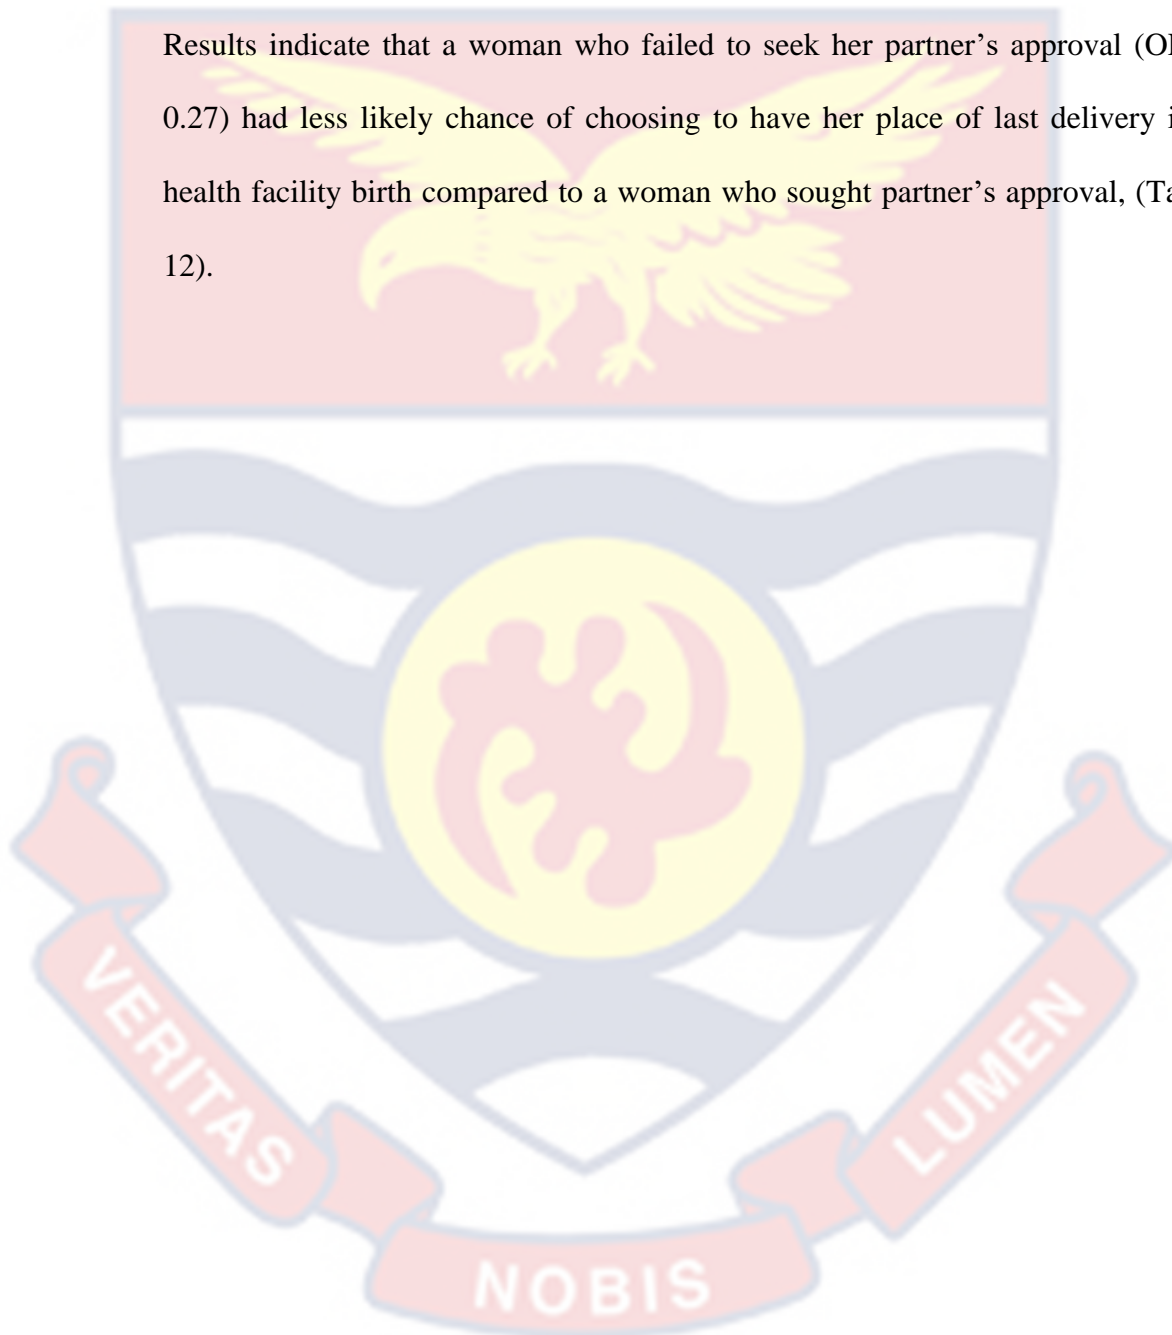 Results indicate that a woman who failed to seek her partner’s approval
0.27) had less likely chance of choosing to have her place of last delivery
health facility birth compared to a woman who sought partner’s approval,
12).
VERITAS
NOBIS
LUMEN